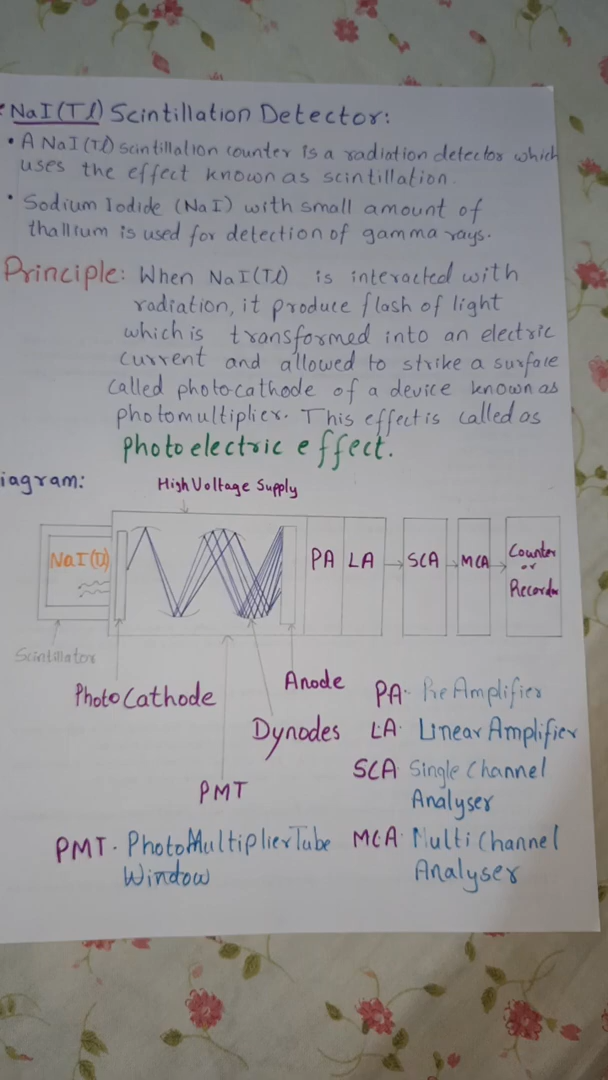 NaI(Tl) Scintillation Detector:
• A NaI(Tl) scintillation counter is a radiation detector which
uses the effect known as scintillation.
• Sodium Iodide (NaI) with small amount of
thallium is used for detection of gamma rays.
Principle: When NaI(Tl) is interacted with
radiation, it produce flash of light
which is transformed into an electric
current and allowed to strike a surface
called photocathode of a device known as
photomultiplier. This effect is called as
photoelectric effect.
iagram:
High Voltage Supply
NaI(Tl)
PA LA → SCA → MCA → Counter
or
Recorder
Scintillators
PhotoCathode
Anode
Dynodes
PMT
PA- PreAmplifier
LA- Linear Amplifier
SCA Single Channel
Analyser
PMT- PhotoMultiplierTube
Window
MCA- Multi Channel
Analyser